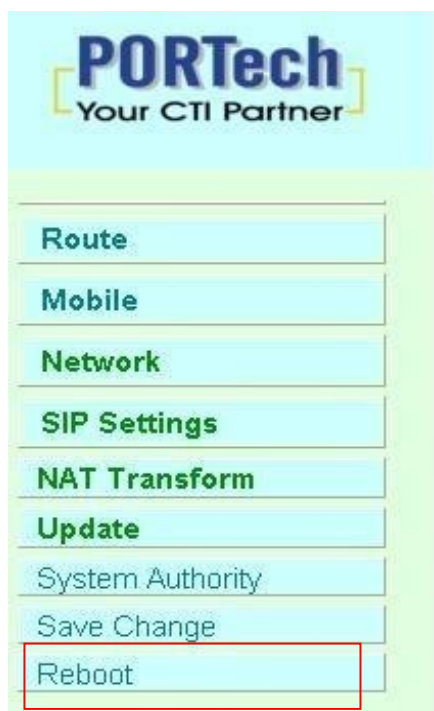 PORTech
Your CTI Partner
Route
Mobile
Network
SIP Settings
NAT Transform
Update
System Authority
Save Change
Reboot